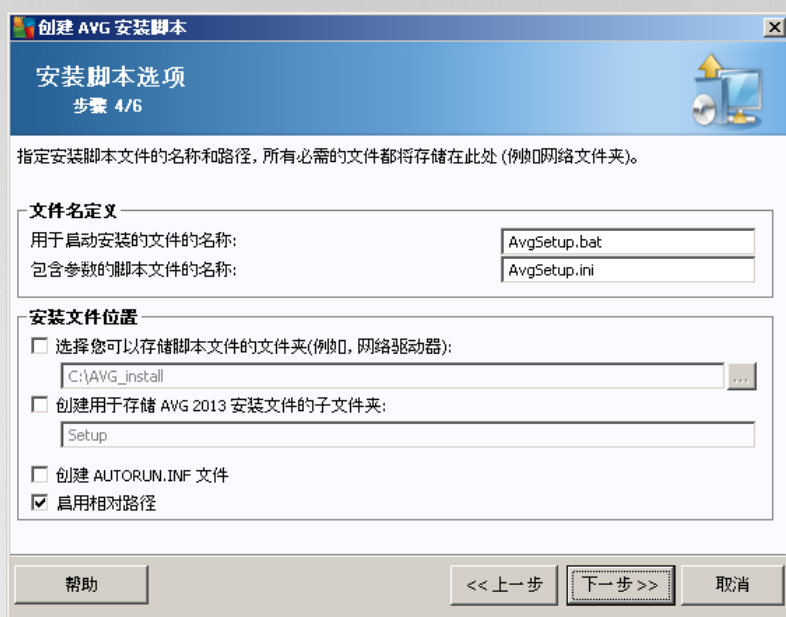 创建 AVG 安装脚本
安装脚本选项
步骤 4/6
指定安装脚本文件的名称和路径, 所有必需的文件都将存储在此处 (例如网络文件夹)。
文件名定义
用于启动安装的文件的名称: AvgSetup.bat
包含参数的脚本文件的名称: AvgSetup.ini
安装文件位置
选择您可以存储脚本文件的文件夹(例如, 网络驱动器):
C:\AVG_install ...
创建用于存储 AVG 2013 安装文件的子文件夹:
Setup
创建 AUTORUN.INF 文件
启用相对路径
帮助 <<上一步 下一步>> 取消